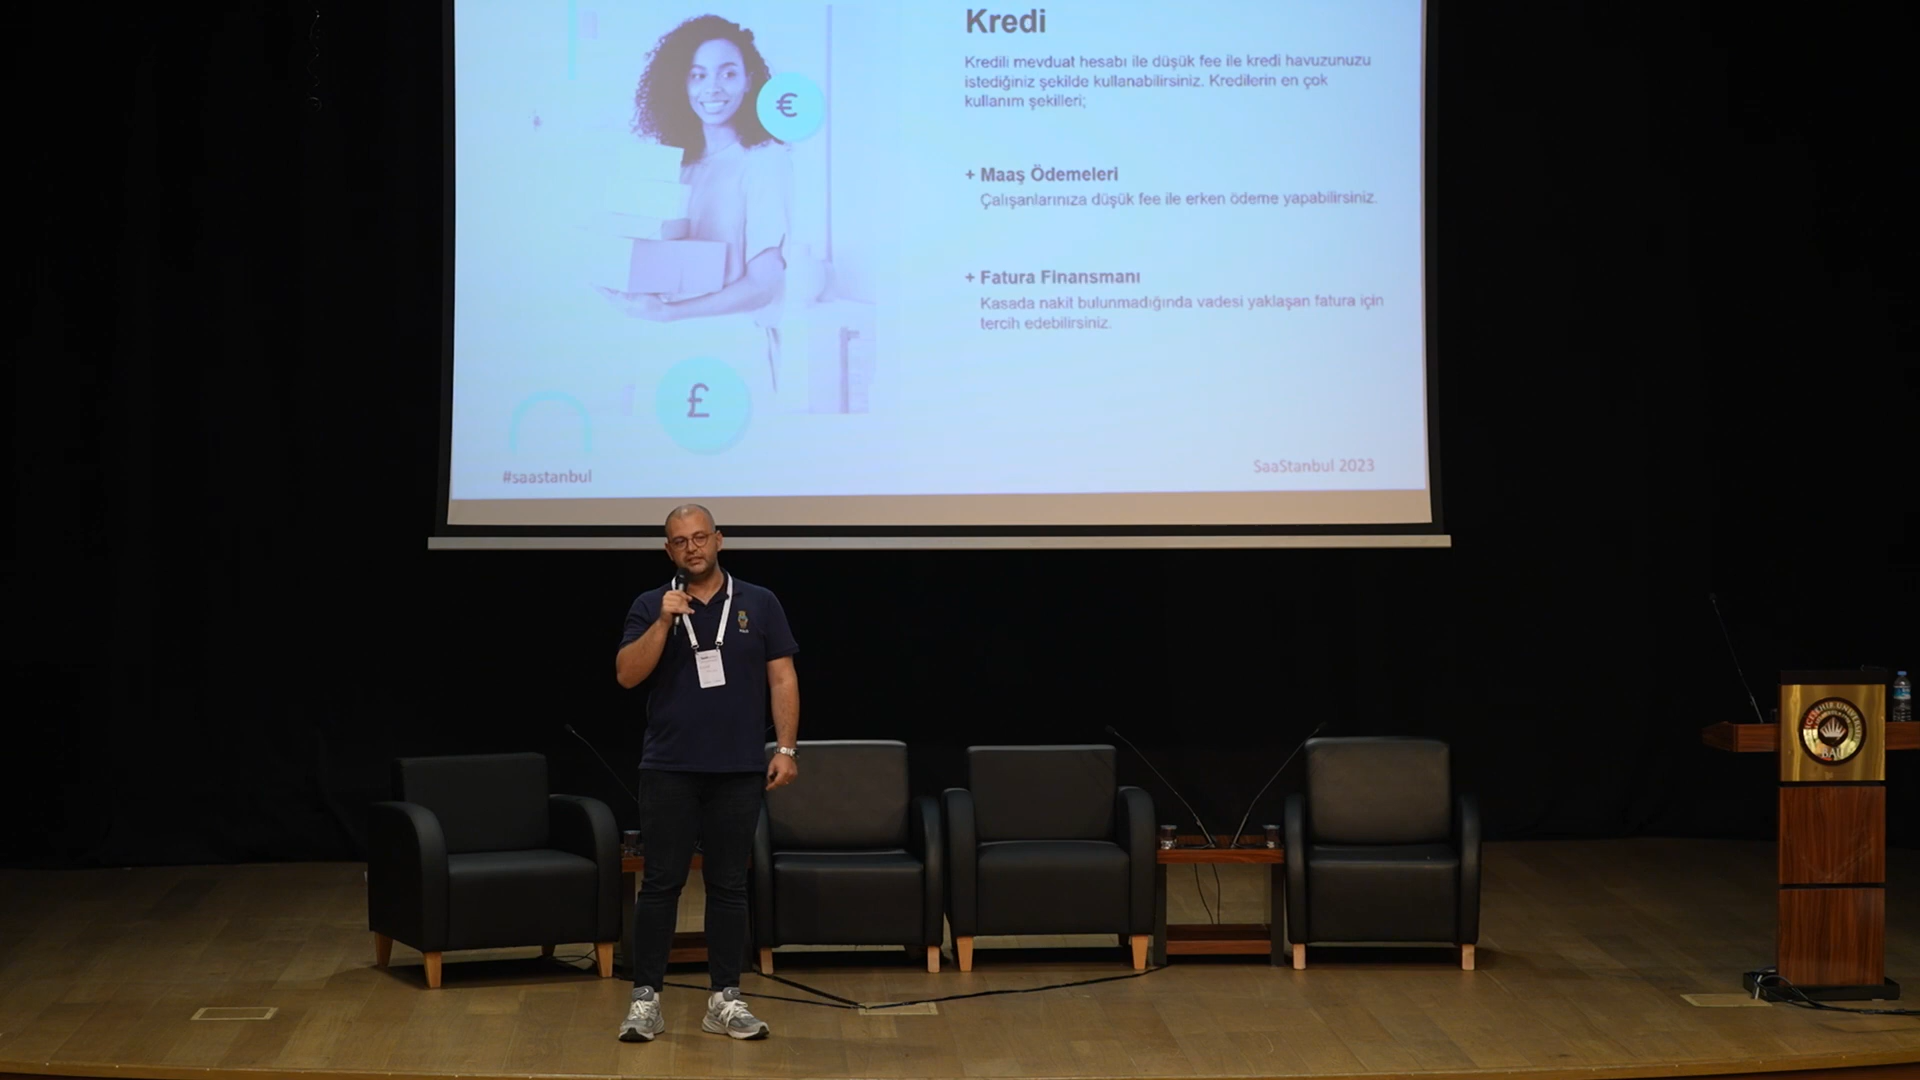 Kredi
Kredili mevduat hesabı ile düşük fee ile kredi havuzunuzu
istediğiniz şekilde kullanabilirsiniz. Kredilerin en çok
kullanım şekilleri;
+ Maaş Ödemeleri
Çalışanlarınıza düşük fee ile erken ödeme yapabilirsiniz.
+ Fatura Finansmanı
Kasada nakit bulunmadığında vadesi yaklaşan fatura için
tercih edebilirsiniz.
€
£
#saastanbul
SaaStanbul 2023
BAU